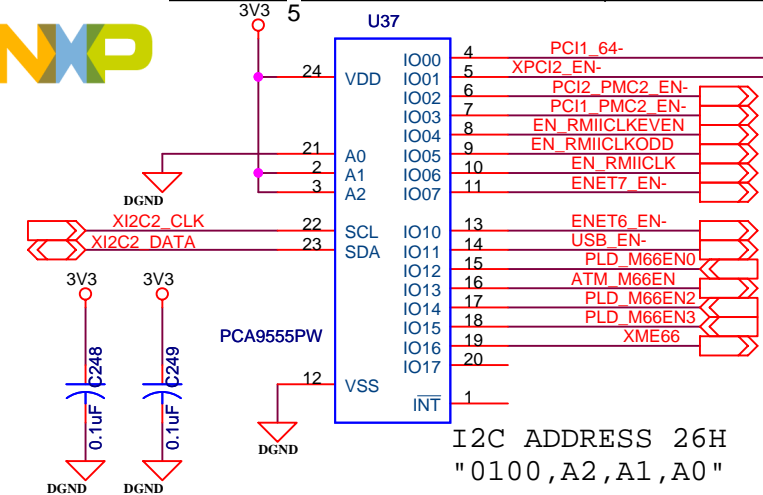 3V3
5
U37
NXP
24 VDD
IO00 4 PCI1_64-
IO01 5 XPCI2_EN-
IO02 6 PCI2_PMC2_EN-
IO03 7 PCI1_PMC2_EN-
IO04 8 EN_RMIICLKEVEN
21 A0
IO05 9 EN_RMIICLKODD
2 A1
IO06 10 EN_RMIICLK
3 A2
IO07 11 ENET7_EN-
DGND
XI2C2_CLK 22 SCL
IO10 13 ENET6_EN-
XI2C2_DATA 23 SDA
IO11 14 USB_EN-
IO12 15 PLD_M66EN0
3V3
3V3
IO13 16 ATM_M66EN
IO14 17 PLD_M66EN2
IO15 18 PLD_M66EN3
PCA9555PW
IO16 19 XME66
IO17 20
C248
0.1uF
C249
0.1uF
12 VSS
INT 1
DGND
DGND
DGND
I2C ADDRESS 26H
"0100,A2,A1,A0"